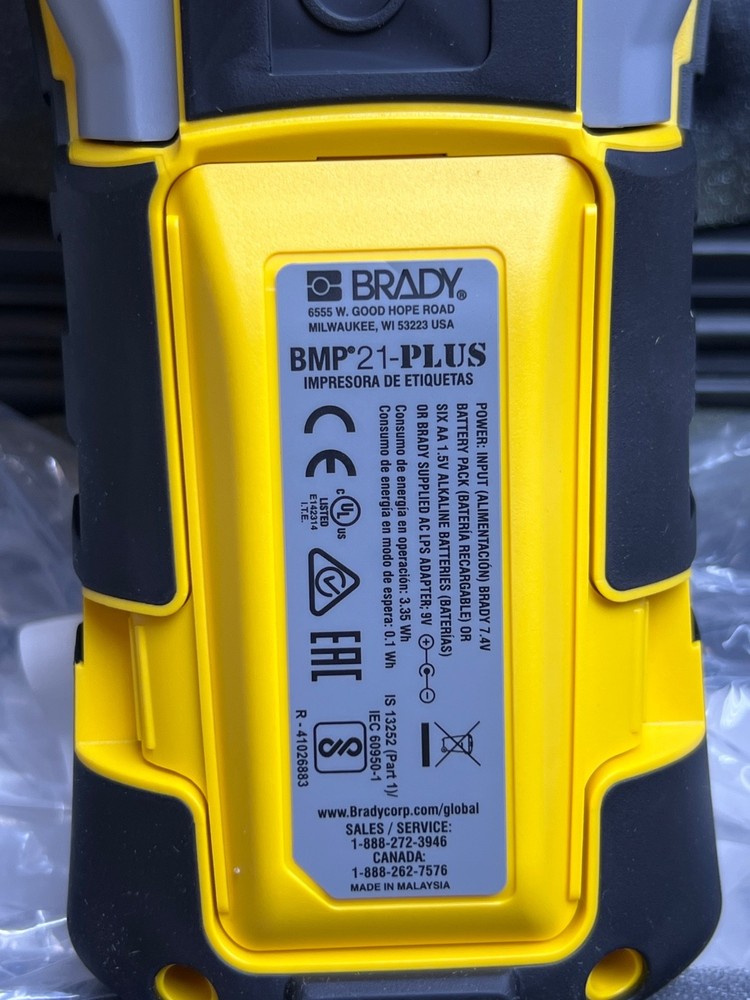 BRADY®
6555 W. GOOD HOPE ROAD
MILWAUKEE, WI 53223 USA
BMP®21-PLUS
IMPRESORA DE ETIQUETAS
POWER: INPUT (ALIMENTACIÓN) BRADY 7.4V
BATTERY PACK (BATERÍA RECARGABLE) OR
SIX AA 1.5V ALKALINE BATTERIES (BATERÍAS)
OR BRADY SUPPLIED AC LPS ADAPTER; 9V
Consumo de energía en operación: 3.35 Wh
Consumo de energía en modo de espera: 0.1 Wh
CE
C UL US
LISTED
E142314
I.T.E.
EAC
IS 13252 (Part 1)/
IEC 60950-1
R - 41026883
www.Bradycorp.com/global
SALES / SERVICE:
1-888-272-3946
CANADA:
1-888-262-7576
MADE IN MALAYSIA